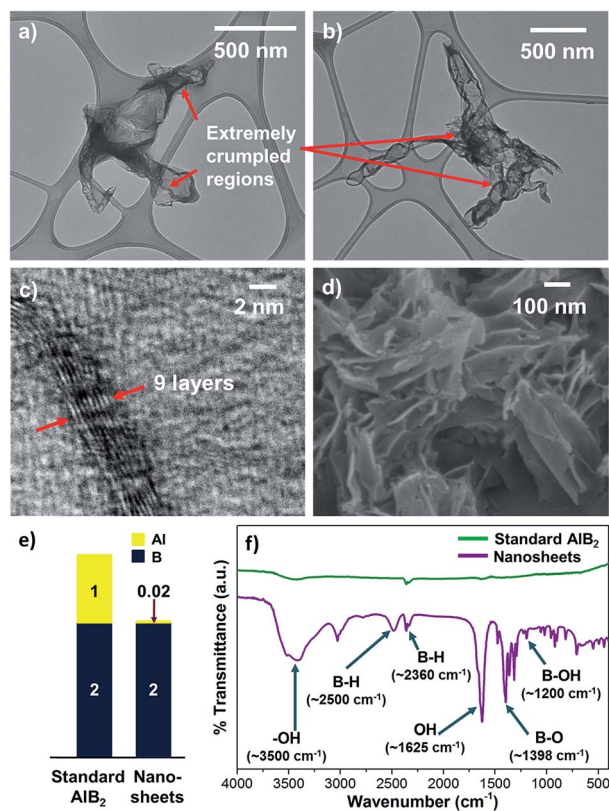 a)
500 nm
b)
500 nm
Extremely
crumpled
regions
c)
2 nm
9 layers
d)
100 nm
e)
Al
B
1
0.02
2
2
Standard
AlB₂
Nano-
sheets
f)
Standard AlB₂
Nanosheets
% Transmittance (a.u.)
-OH
(~3500 cm⁻¹)
B-H
(~2500 cm⁻¹)
B-H
(~2360 cm⁻¹)
OH
(~1625 cm⁻¹)
B-OH
(~1200 cm⁻¹)
B-O
(~1398 cm⁻¹)
4000 3500 3000 2500 2000 1500 1000 500
Wavenumber (cm⁻¹)